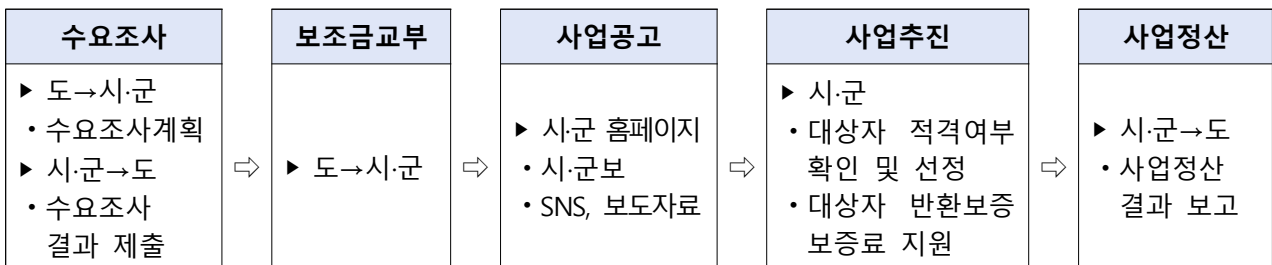 수요조사
▶ 도→시·군
• 수요조사계획
▶ 시·군→도
• 수요조사
결과 제출
⇨
보조금교부
▶ 도→시·군
⇨
사업공고
▶ 시·군 홈페이지
• 시·군보
• SNS, 보도자료
⇨
사업추진
▶ 시·군
• 대상자 적격여부
확인 및 선정
• 대상자 반환보증
보증료 지원
⇨
사업정산
▶ 시·군→도
• 사업정산
결과 보고